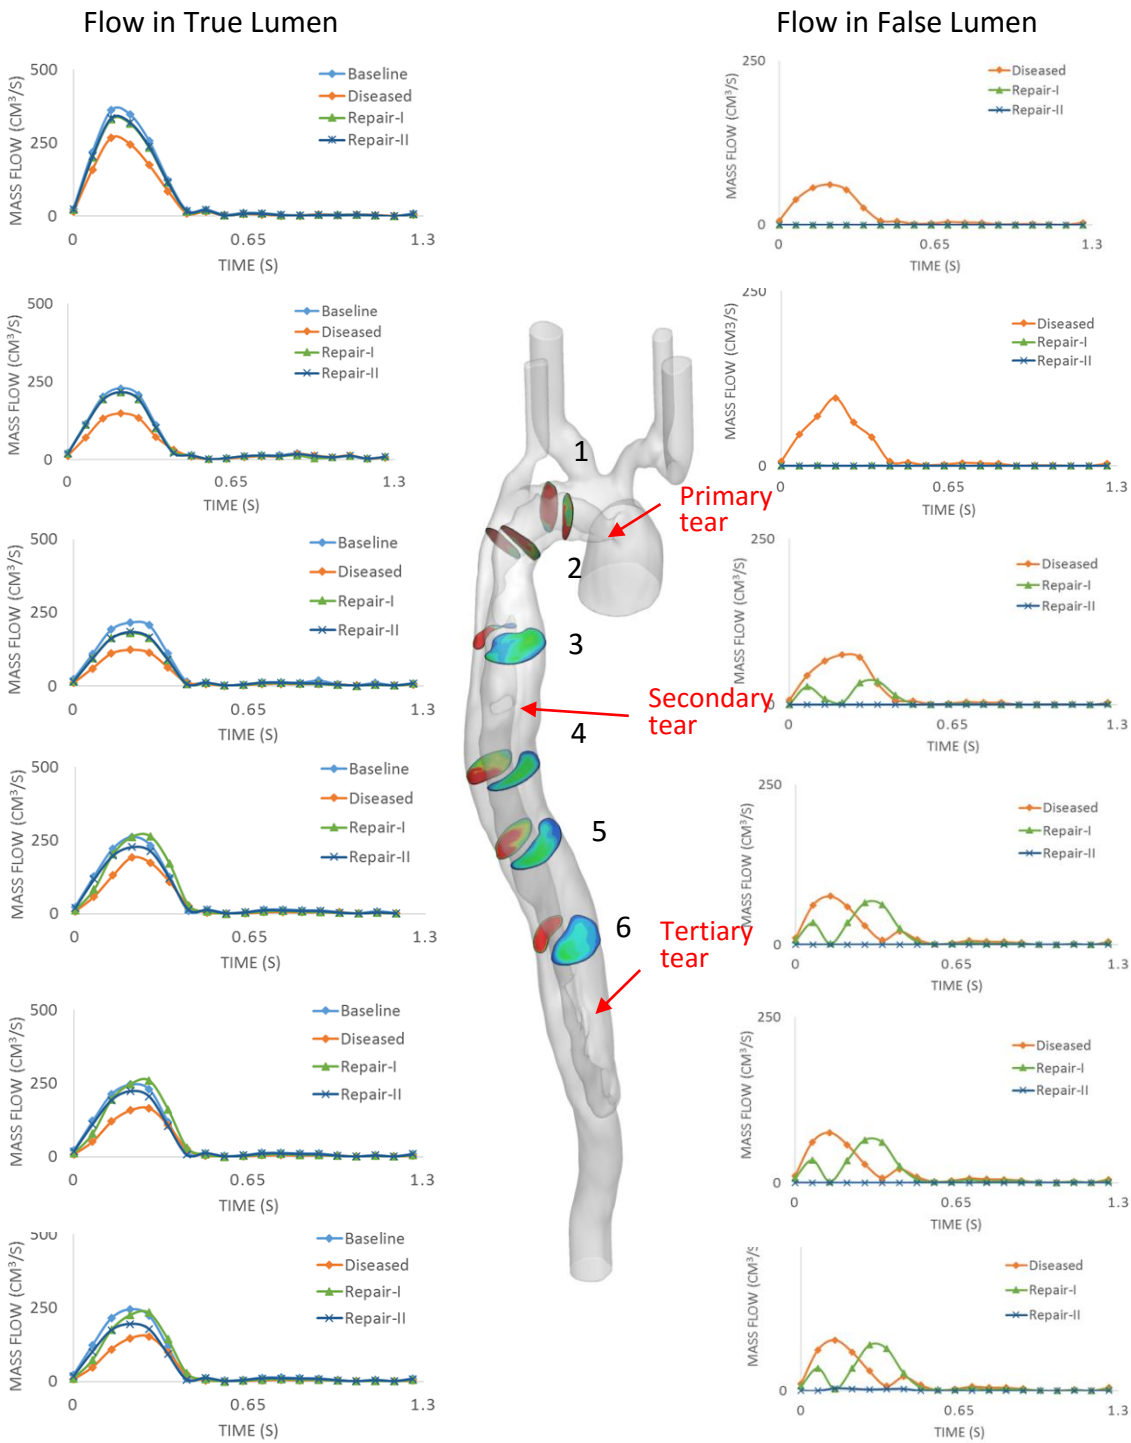 Flow in True Lumen
Flow in False Lumen
500
250
0
0
0.65
1.3
MASS FLOW (CM³/S)
TIME (S)
Baseline
Diseased
Repair-I
Repair-II
250
0
0
0.65
1.3
MASS FLOW (CM³/S)
TIME (S)
Diseased
Repair-I
Repair-II
500
250
0
0
0.65
1.3
MASS FLOW (CM³/S)
TIME (S)
Baseline
Diseased
Repair-I
Repair-II
250
0
0
0.65
1.3
MASS FLOW (CM3/S)
TIME (S)
Diseased
Repair-I
Repair-II
1
Primary
tear
2
3
Secondary
tear
4
5
6
Tertiary
tear
500
250
0
0
0.65
1.3
MASS FLOW (CM³/S)
TIME (S)
Baseline
Diseased
Repair-I
Repair-II
250
0
0
0.65
1.3
MASS FLOW (CM³/S)
TIME (S)
Diseased
Repair-I
Repair-II
500
250
0
0
0.65
1.3
MASS FLOW (CM³/S)
TIME (S)
Baseline
Diseased
Repair-I
Repair-II
250
0
0
0.65
1.3
MASS FLOW (CM³/S)
TIME (S)
Diseased
Repair-I
Repair-II
500
250
0
0
0.65
1.3
MASS FLOW (CM³/S)
TIME (S)
Baseline
Diseased
Repair-I
Repair-II
250
0
0
0.65
1.3
MASS FLOW (CM³/S)
TIME (S)
Diseased
Repair-I
Repair-II
500
250
0
0
0.65
1.3
MASS FLOW (CM³/S)
TIME (S)
Baseline
Diseased
Repair-I
Repair-II
0
0
0.65
1.3
MASS FLOW (CM³/S
TIME (S)
Diseased
Repair-I
Repair-II